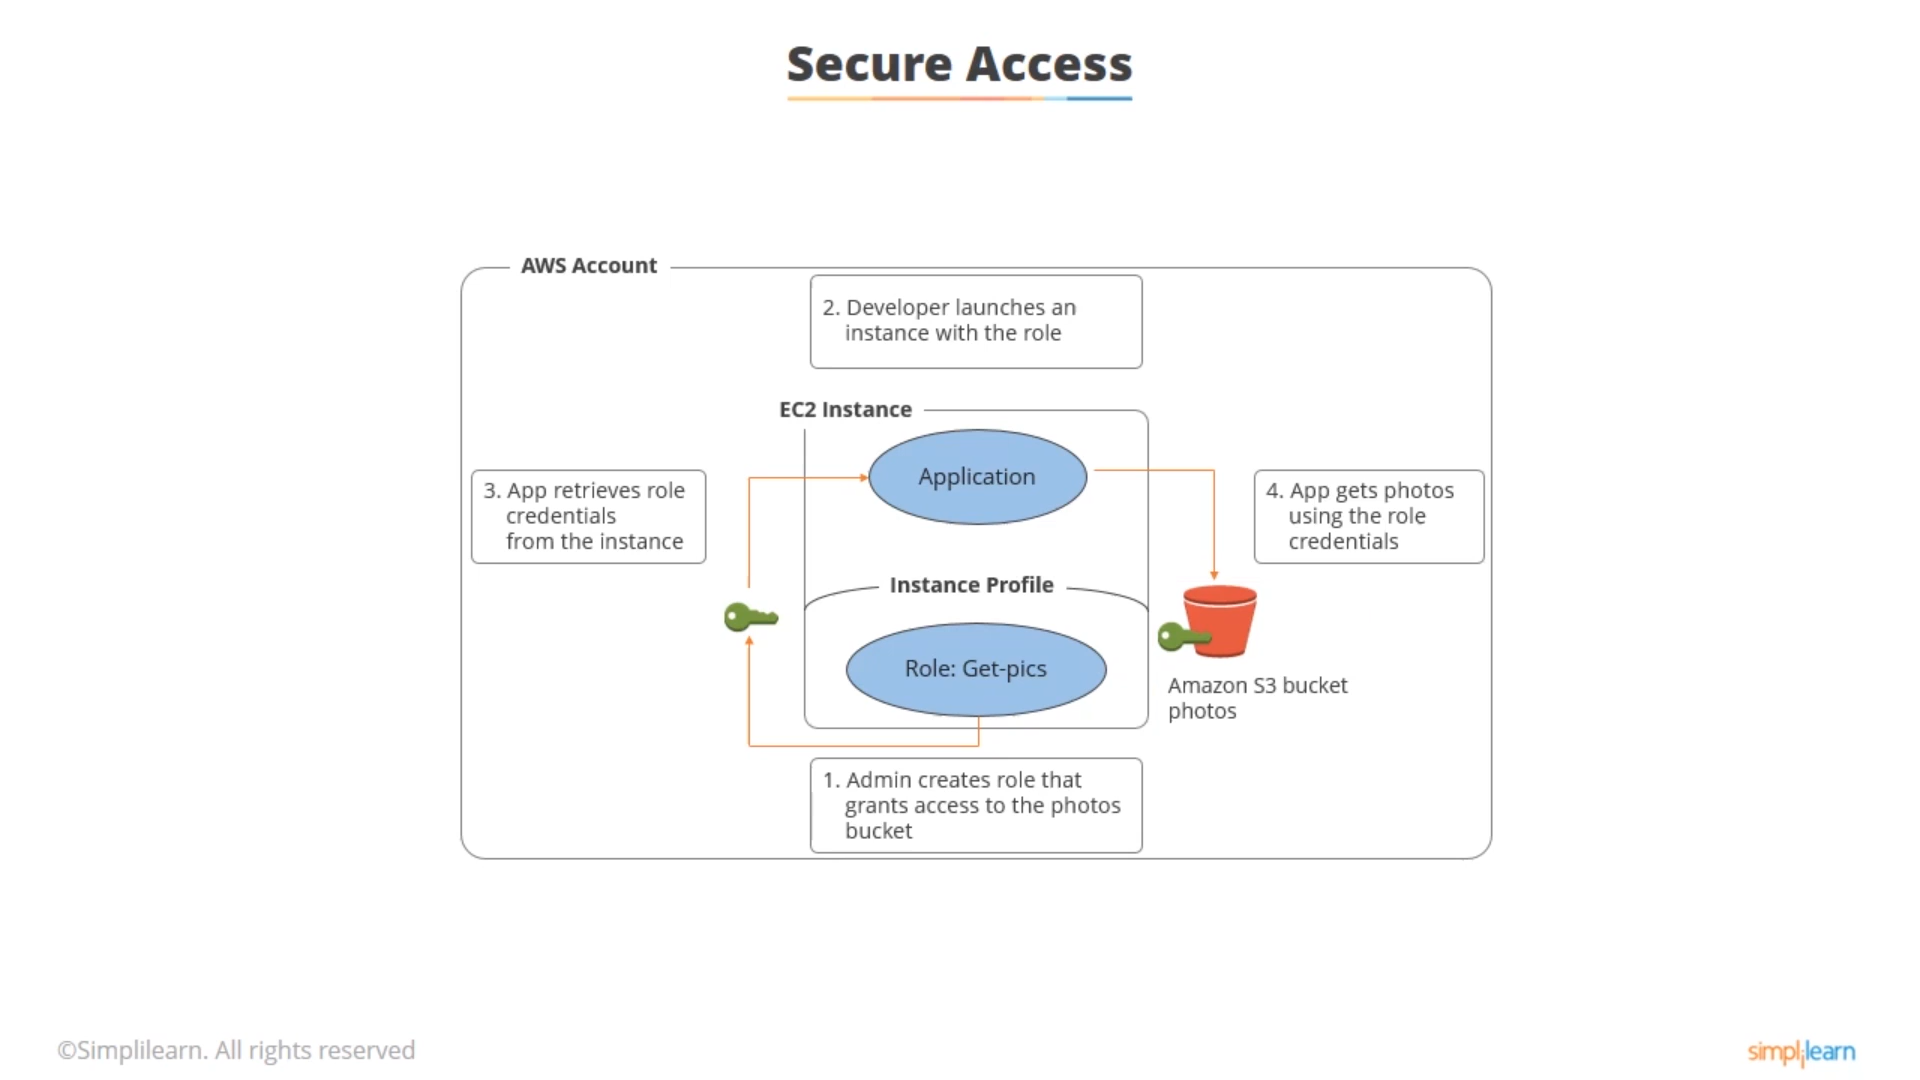 Secure Access
AWS Account
2. Developer launches an
instance with the role
EC2 Instance
Application
3. App retrieves role
credentials
from the instance
4. App gets photos
using the role
credentials
Instance Profile
Role: Get-pics
Amazon S3 bucket
photos
1. Admin creates role that
grants access to the photos
bucket
©Simplilearn. All rights reserved
simplilearn